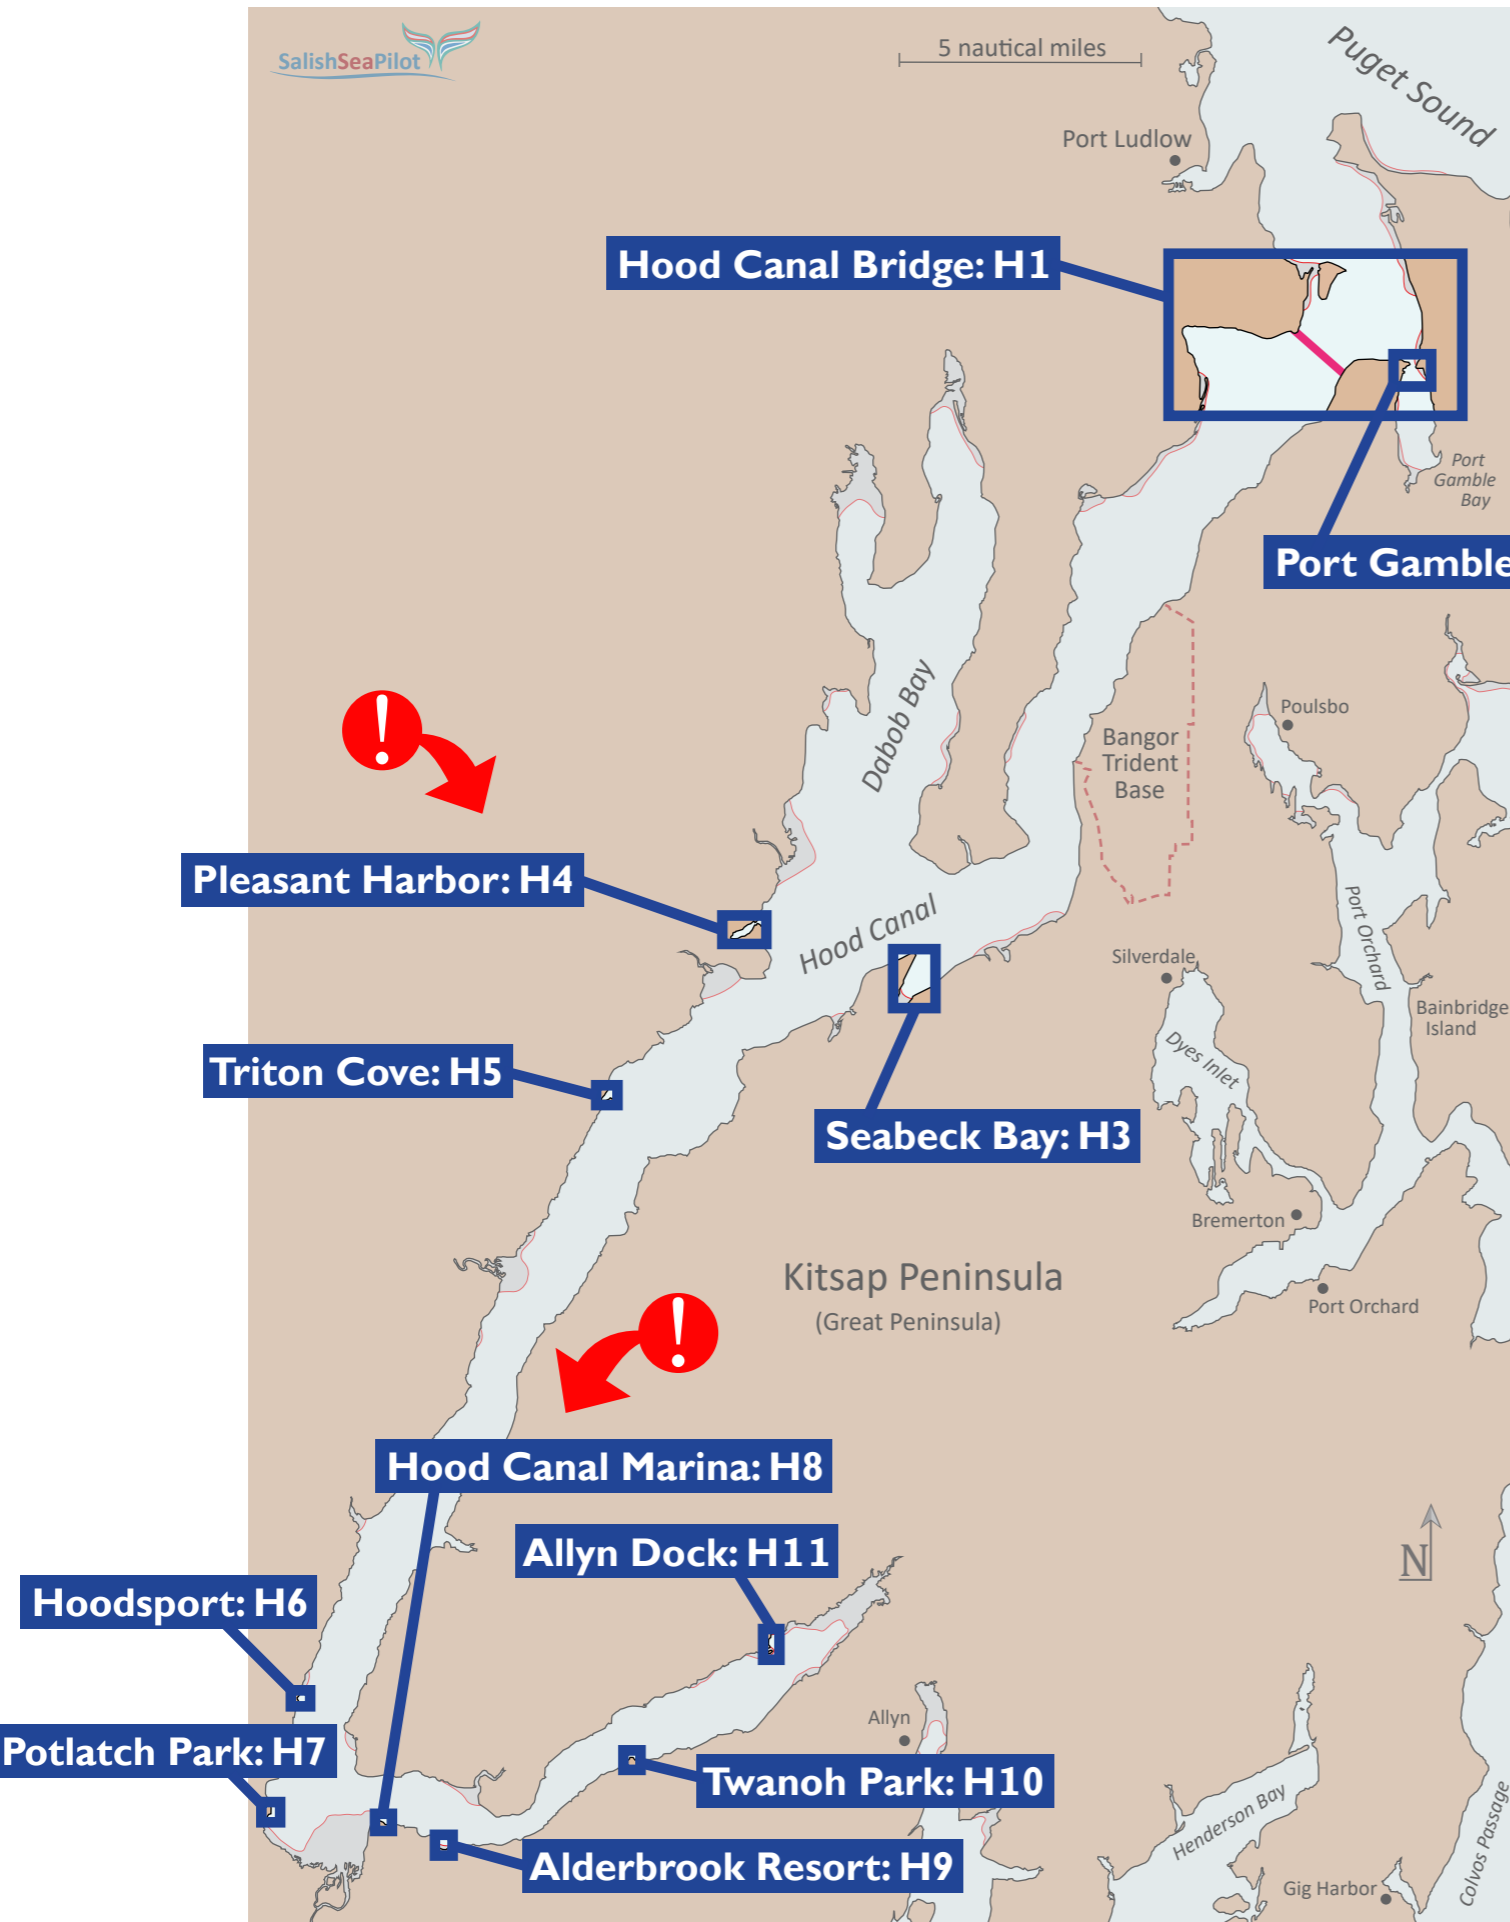 SalishSeaPilot
5 nautical miles
Puget Sound
Port Ludlow
Hood Canal Bridge: H1
Port
Gamble
Bay
Port Gamble
Dabob Bay
Poulsbo
Bangor
Trident
Base
!
Pleasant Harbor: H4
Hood Canal
Port Orchard
Silverdale
Bainbridge
Island
Triton Cove: H5
Dyes Inlet
Seabeck Bay: H3
Bremerton
Kitsap Peninsula
(Great Peninsula)
Port Orchard
!
Hood Canal Marina: H8
Allyn Dock: H11
N
Hoodsport: H6
Allyn
Potlatch Park: H7
Twanoh Park: H10
Henderson Bay
Colvos Passage
Alderbrook Resort: H9
Gig Harbor